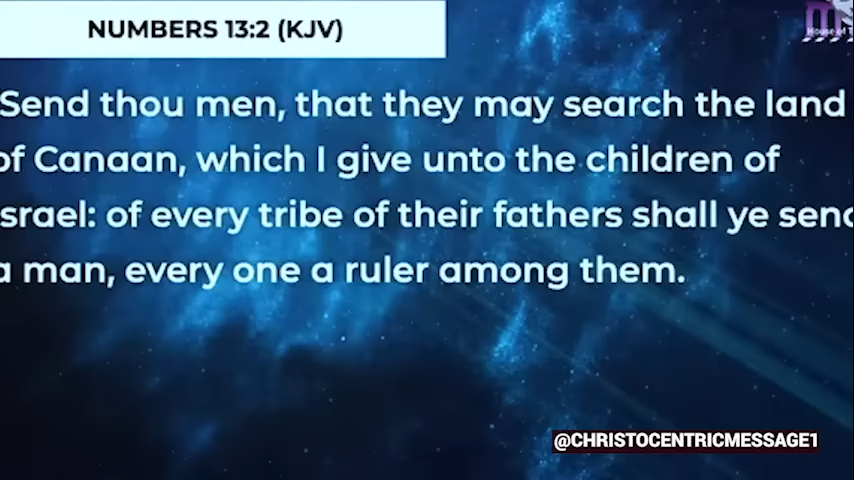 NUMBERS 13:2 (KJV)
Send thou men, that they may search the land
of Canaan, which I give unto the children of
srael: of every tribe of their fathers shall ye send
a man, every one a ruler among them.
House of T
@CHRISTOCENTRICMESSAGE1